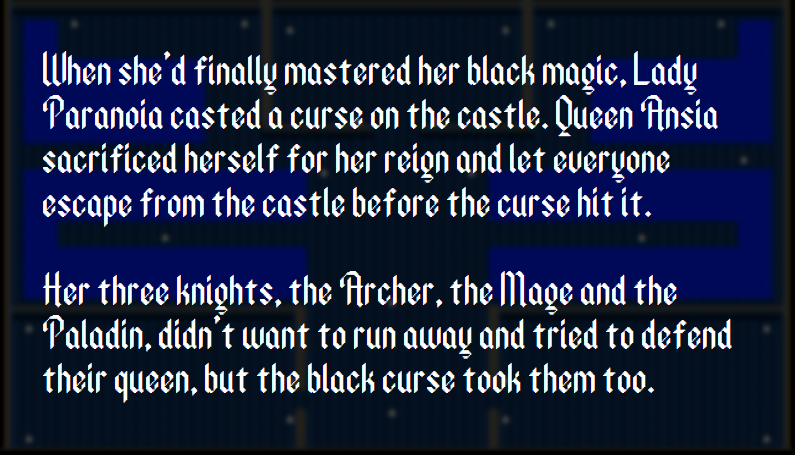 When she'd finally mastered her black magic, Lady
Paranoia casted a curse on the castle. Queen Ansia
sacrificed herself for her reign and let everyone
escape from the castle before the curse hit it.
Her three knights, the Archer, the Mage and the
Paladin, didn't want to run away and tried to defend
their queen, but the black curse took them too.